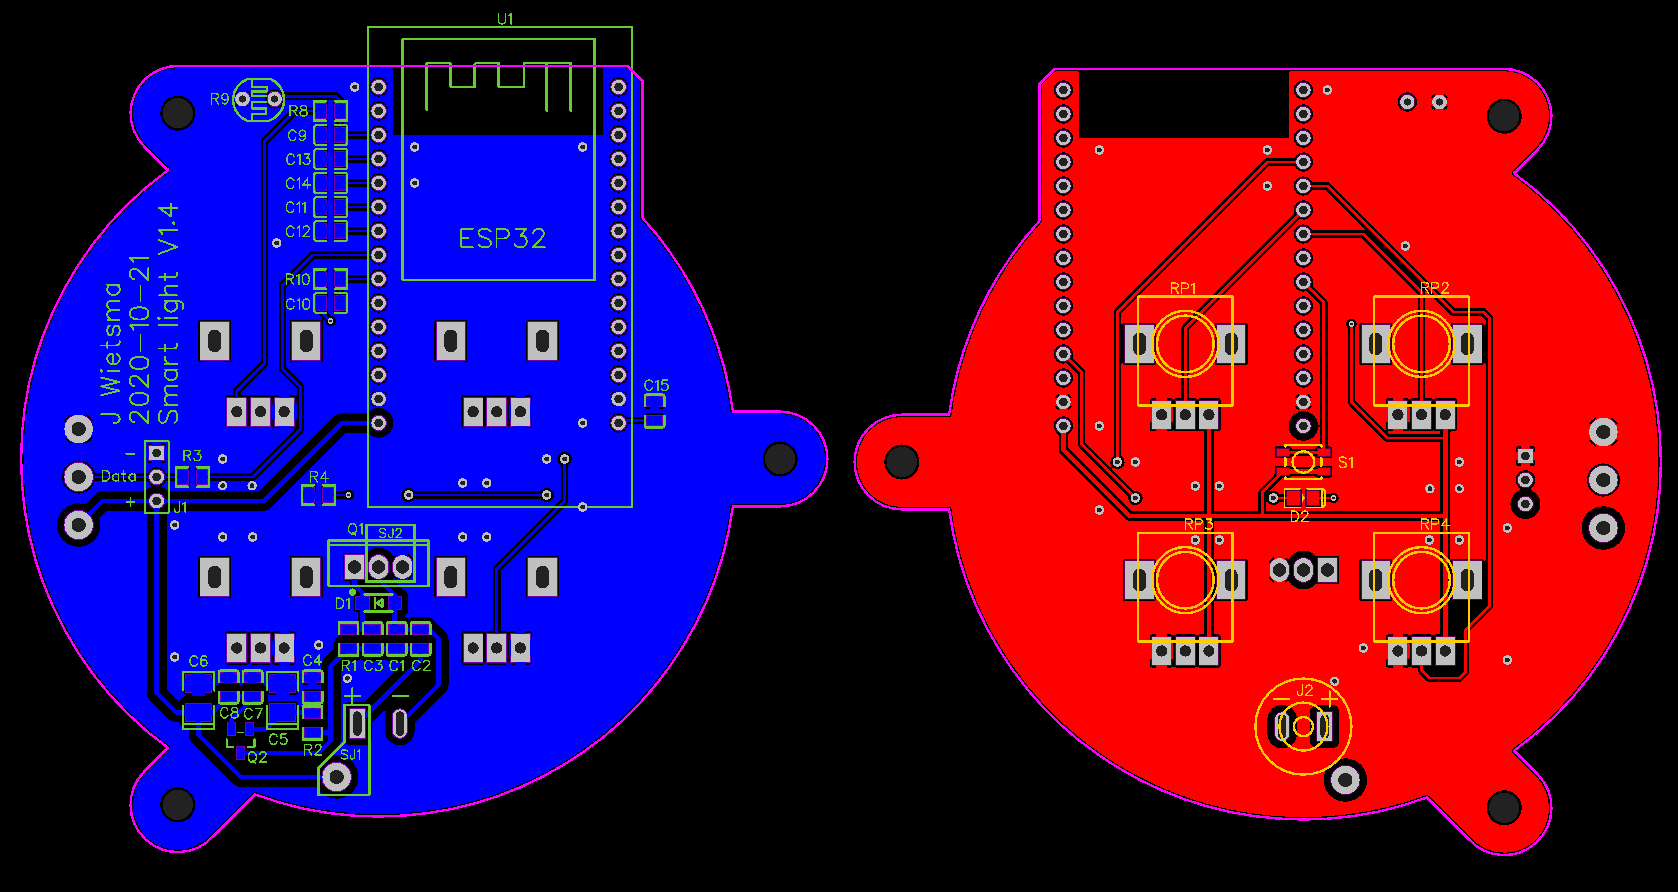 U1
R9
R8
C9
C13
C14
C11
C12
ESP32
R10
C10
J Wietsma
2020-10-21
Smart light V1.4
C15
-
R3
Data
R4
+
J1
Q1
SJ2
D1
C6
C4
R1
C3
C1
C2
+
-
C8
C7
C5
R2
Q2
SJ1
RP1
RP2
S1
D2
RP3
RP4
J2
-
+